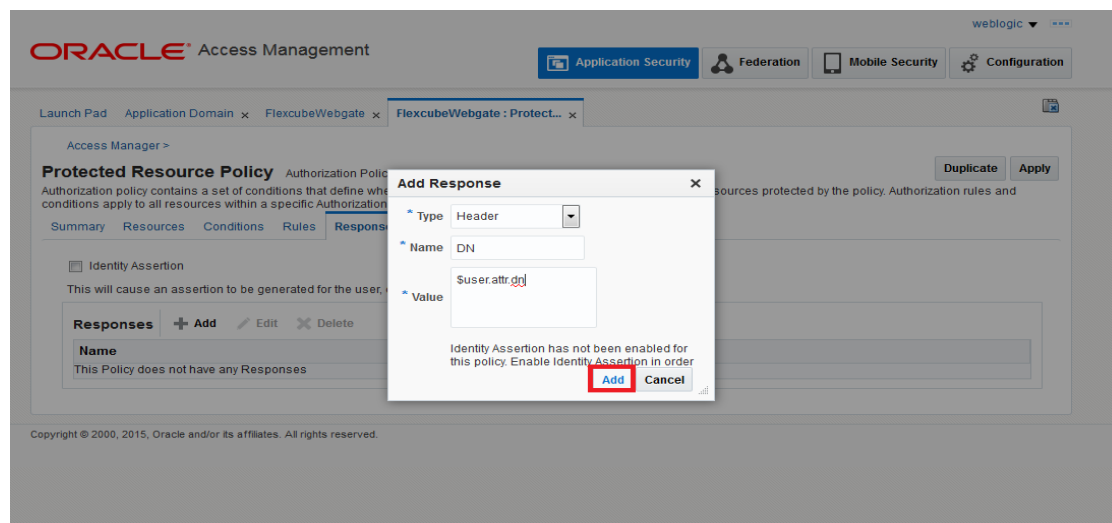 weblogic
ORACLE® Access Management
Application Security Federation Mobile Security Configuration
Launch Pad Application Domain x FlexcubeWebgate x FlexcubeWebgate : Protect... x
Access Manager >
Protected Resource Policy Authorization Polic
Duplicate Apply
Authorization policy contains a set of conditions that define whe
sources protected by the policy. Authorization rules and
conditions apply to all resources within a specific Authorization
Summary Resources Conditions Rules Respons
Identity Assertion
This will cause an assertion to be generated for the user,
Responses Add Edit Delete
Name
This Policy does not have any Responses
Add Response
* Type Header
* Name DN
* Value $user.attr.dn
Identity Assertion has not been enabled for
this policy. Enable Identity Assertion in order
Add Cancel
Copyright © 2000, 2015, Oracle and/or its affiliates. All rights reserved.